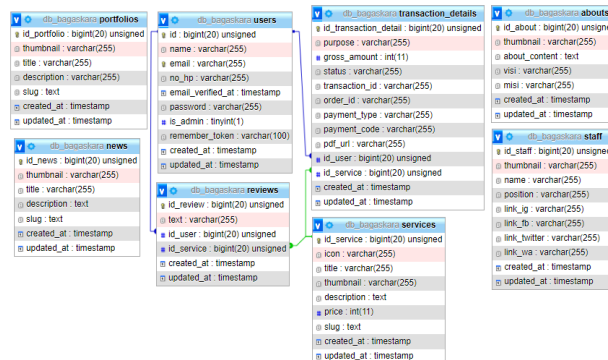 db_bagaskara portfolios
id_portfolio : bigint(20) unsigned
thumbnail : varchar(255)
title : varchar(255)
description : varchar(255)
slug : text
created_at : timestamp
updated_at : timestamp
db_bagaskara news
id_news : bigint(20) unsigned
thumbnail : varchar(255)
title : varchar(255)
description : text
slug : text
created_at : timestamp
updated_at : timestamp
db_bagaskara users
id : bigint(20) unsigned
name : varchar(255)
email : varchar(255)
no_hp : varchar(255)
email_verified_at : timestamp
password : varchar(255)
is_admin : tinyint(1)
remember_token : varchar(100)
created_at : timestamp
updated_at : timestamp
db_bagaskara reviews
id_review : bigint(20) unsigned
text : varchar(255)
id_user : bigint(20) unsigned
id_service : bigint(20) unsigned
created_at : timestamp
updated_at : timestamp
db_bagaskara transaction_details
id_transaction_detail : bigint(20) unsigned
purpose : varchar(255)
gross_amount : int(11)
status : varchar(255)
transaction_id : varchar(255)
order_id : varchar(255)
payment_type : varchar(255)
payment_code : varchar(255)
pdf_url : varchar(255)
id_user : bigint(20) unsigned
id_service : bigint(20) unsigned
created_at : timestamp
updated_at : timestamp
db_bagaskara services
id_service : bigint(20) unsigned
icon : varchar(255)
title : varchar(255)
thumbnail : varchar(255)
description : text
price : int(11)
slug : text
created_at : timestamp
updated_at : timestamp
db_bagaskara abouts
id_about : bigint(20) unsigne
thumbnail : varchar(255)
about_content : text
visi : varchar(255)
misi : varchar(255)
created_at : timestamp
updated_at : timestamp
db_bagaskara staff
id_staff : bigint(20) unsigned
thumbnail : varchar(255)
name : varchar(255)
position : varchar(255)
link_ig : varchar(255)
link_fb : varchar(255)
link_twitter : varchar(255)
link_wa : varchar(255)
created_at : timestamp
updated_at : timestamp